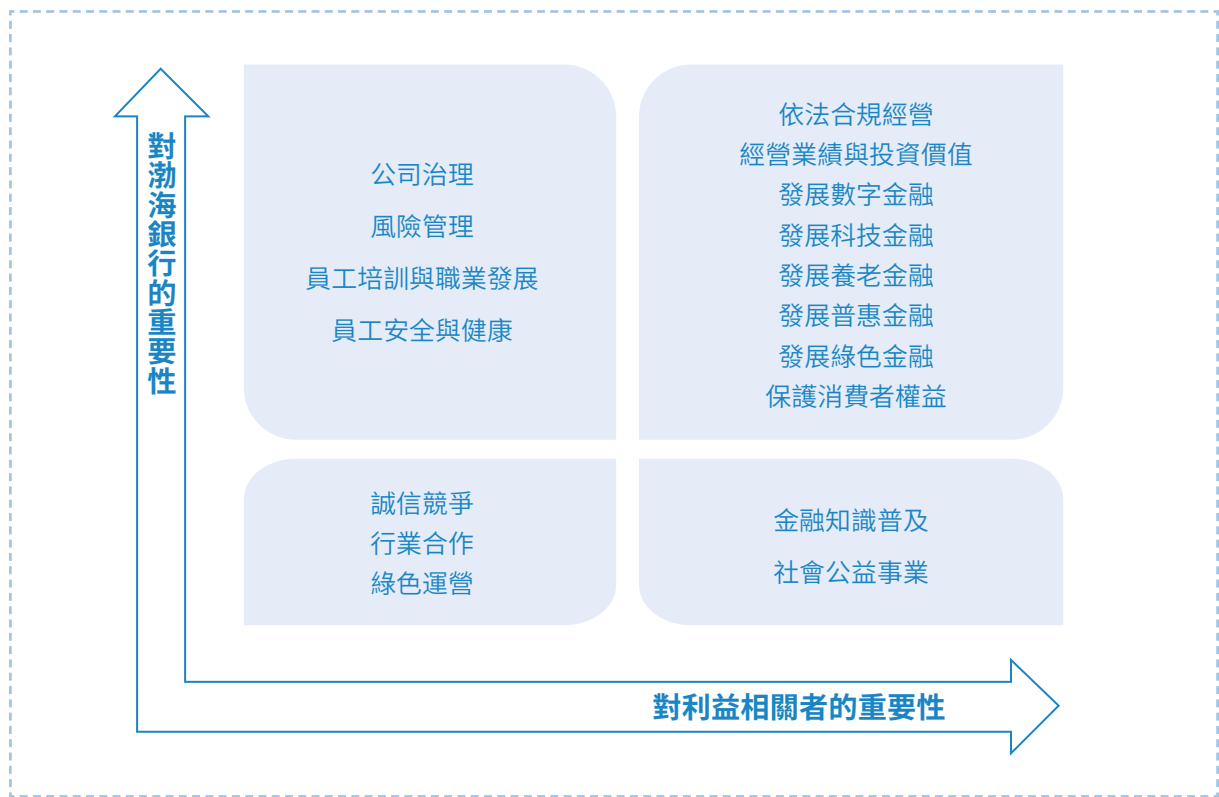 對渤海銀行的重要性
公司治理
風險管理
員工培訓與職業發展
員工安全與健康
依法合規經營
經營業績與投資價值
發展數字金融
發展科技金融
發展養老金融
發展普惠金融
發展綠色金融
保護消費者權益
誠信競爭
行業合作
綠色運營
金融知識普及
社會公益事業
對利益相關者的重要性